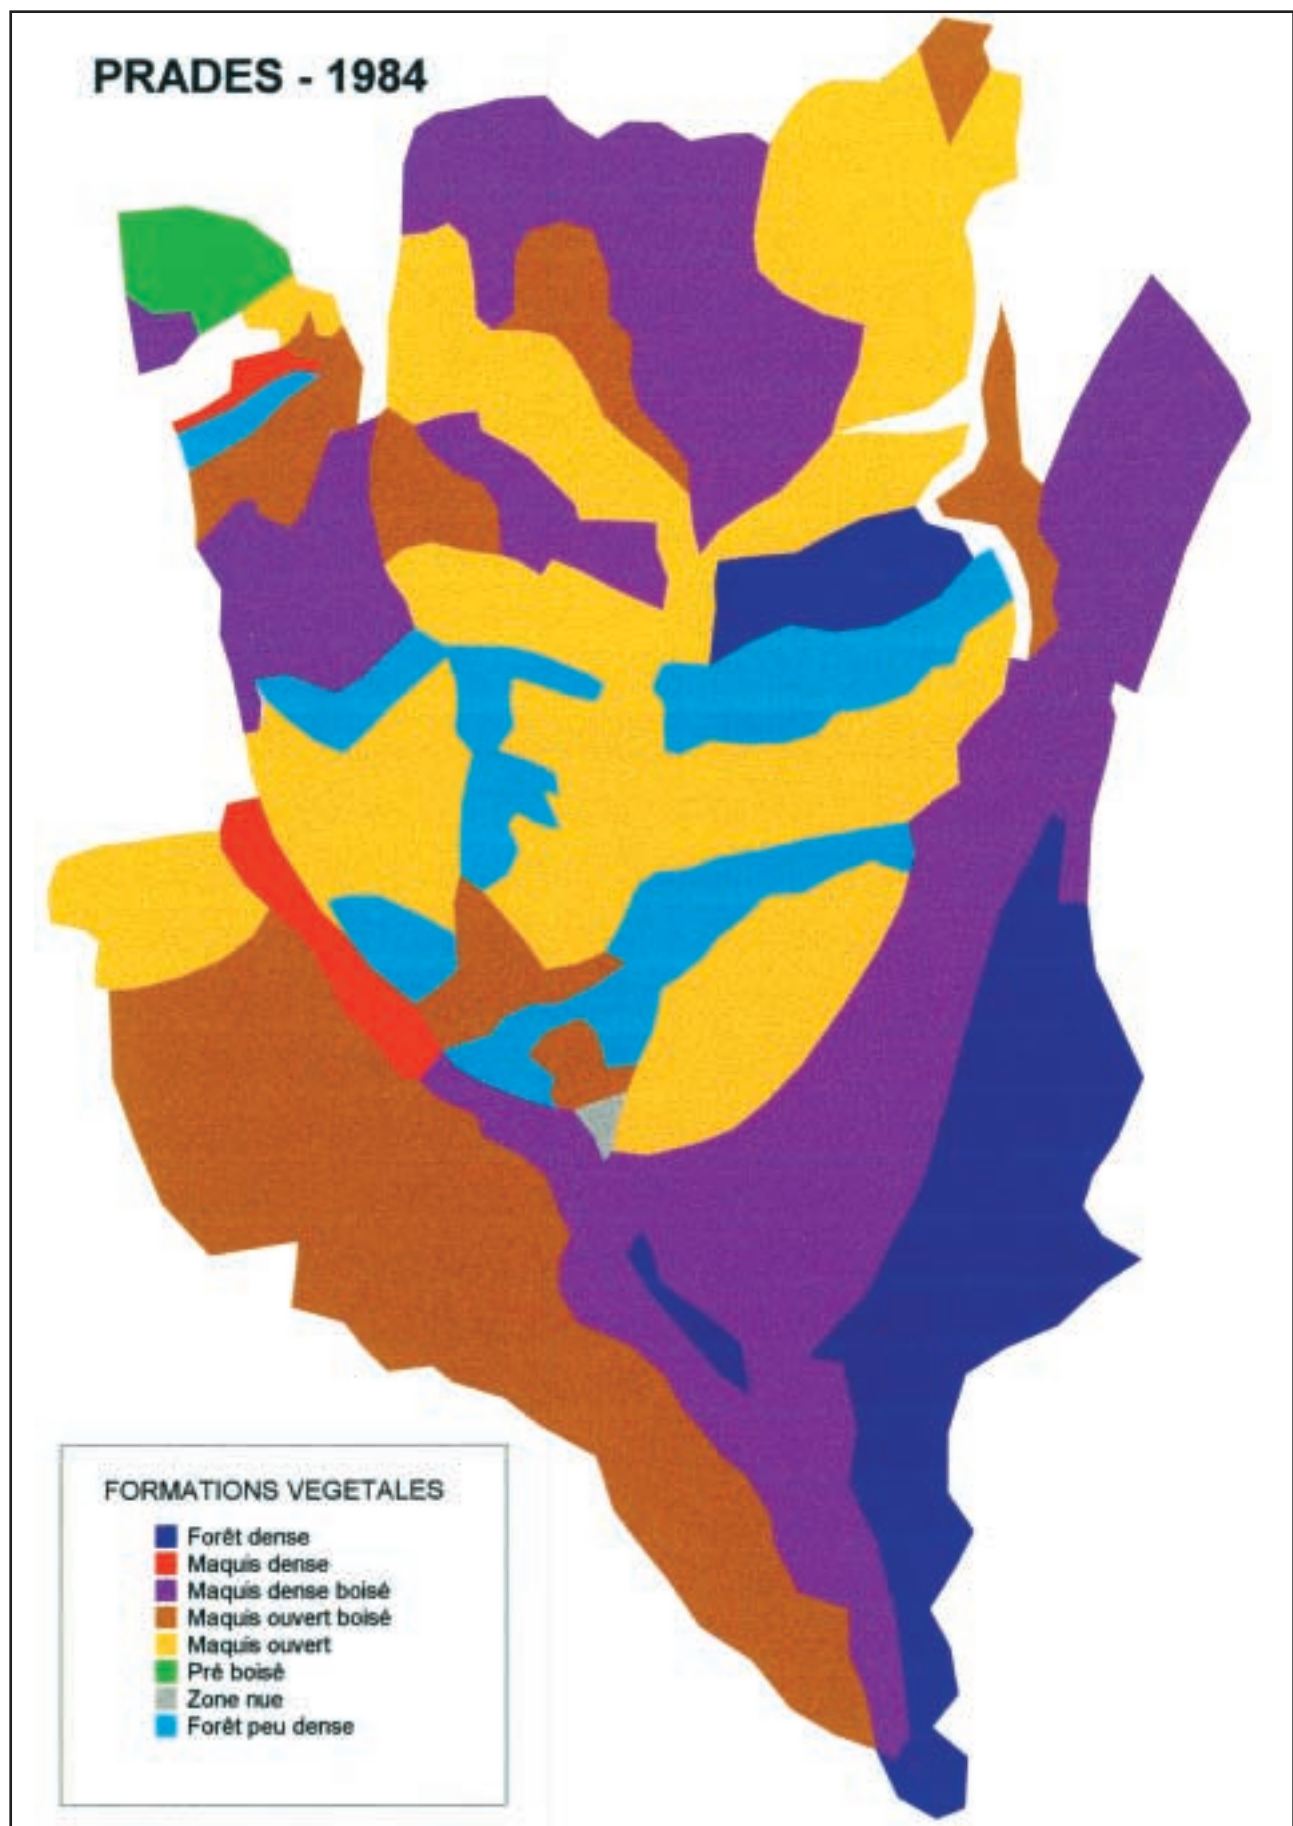 PRADES - 1984
FORMATIONS VEGETALES
Forêt dense
Maquis dense
Maquis dense boisé
Maquis ouvert boisé
Maquis ouvert
Pré boisé
Zone nue
Forêt peu dense